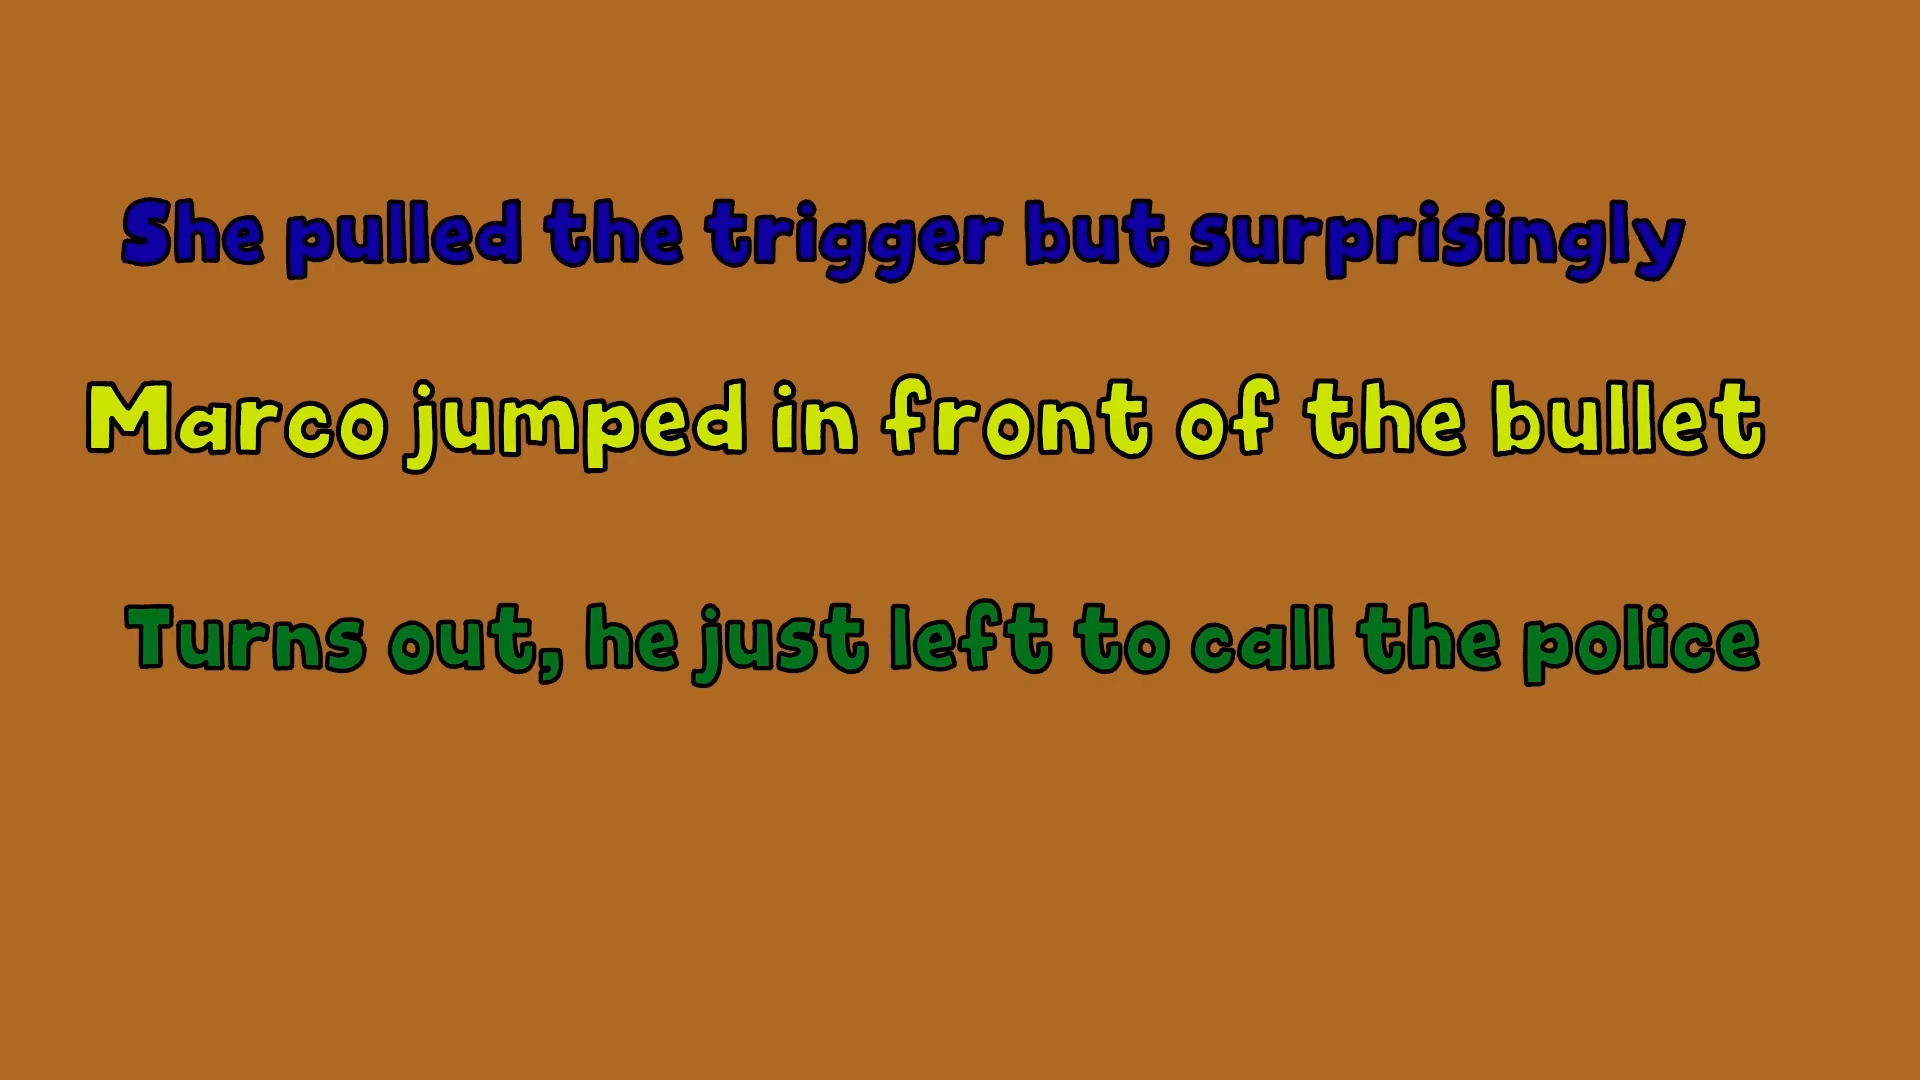 She pulled the trigger but surprisingly
Marco jumped in front of the bullet
Turns out, he just left to call the police